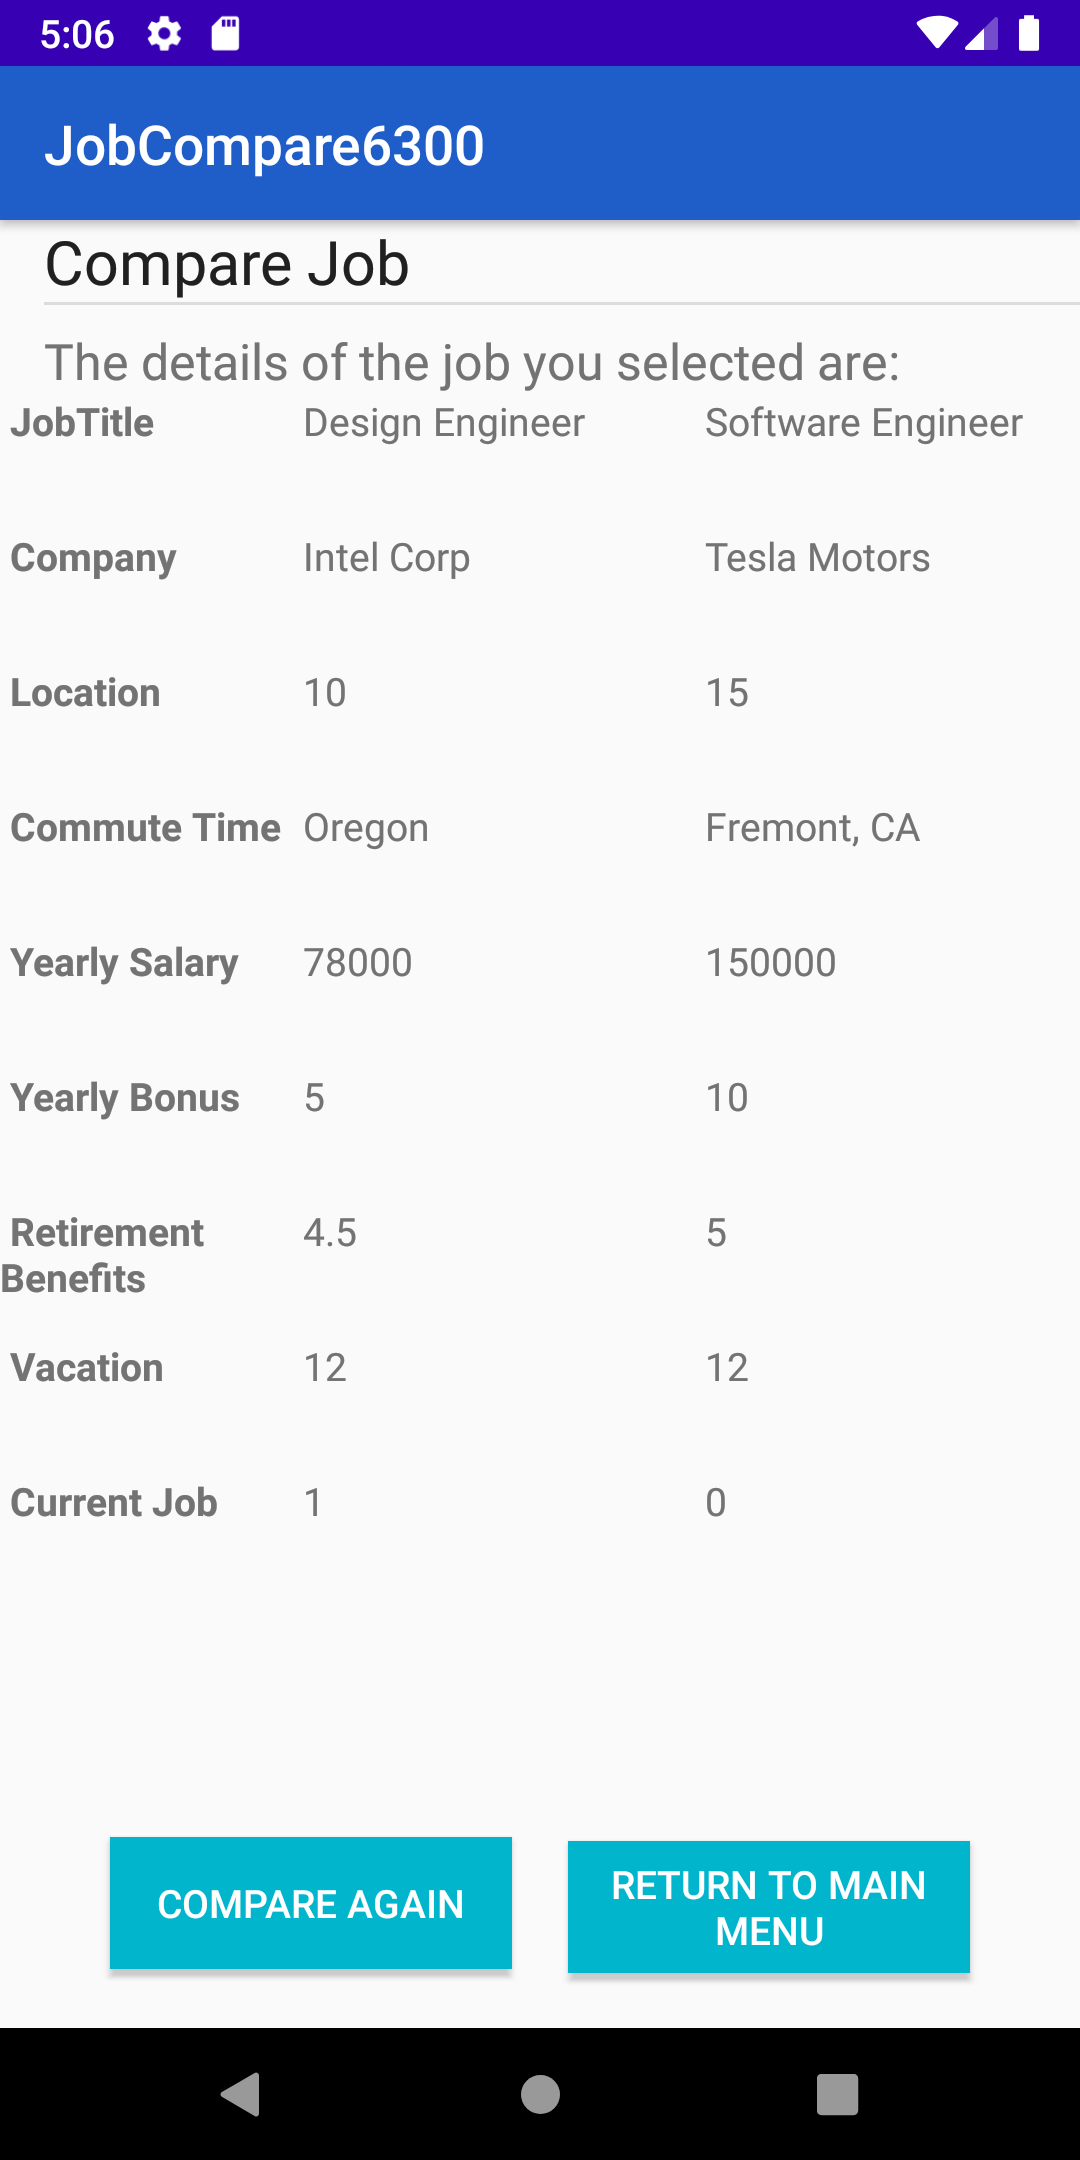 5:06
JobCompare6300
Compare Job
The details of the job you selected are:
JobTitle Design Engineer Software Engineer
Company Intel Corp Tesla Motors
Location 10 15
Commute Time Oregon Fremont, CA
Yearly Salary 78000 150000
Yearly Bonus 5 10
Retirement 4.5 5
Benefits
Vacation 12 12
Current Job 1 0
COMPARE AGAIN
RETURN TO MAIN
MENU